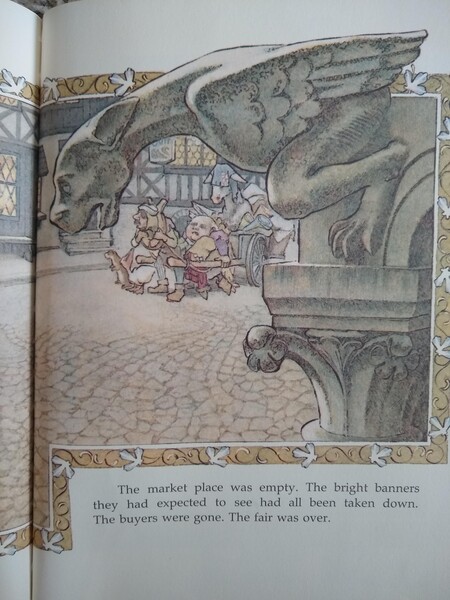 The market place was empty. The bright banners
they had expected to see had all been taken down.
The buyers were gone. The fair was over.